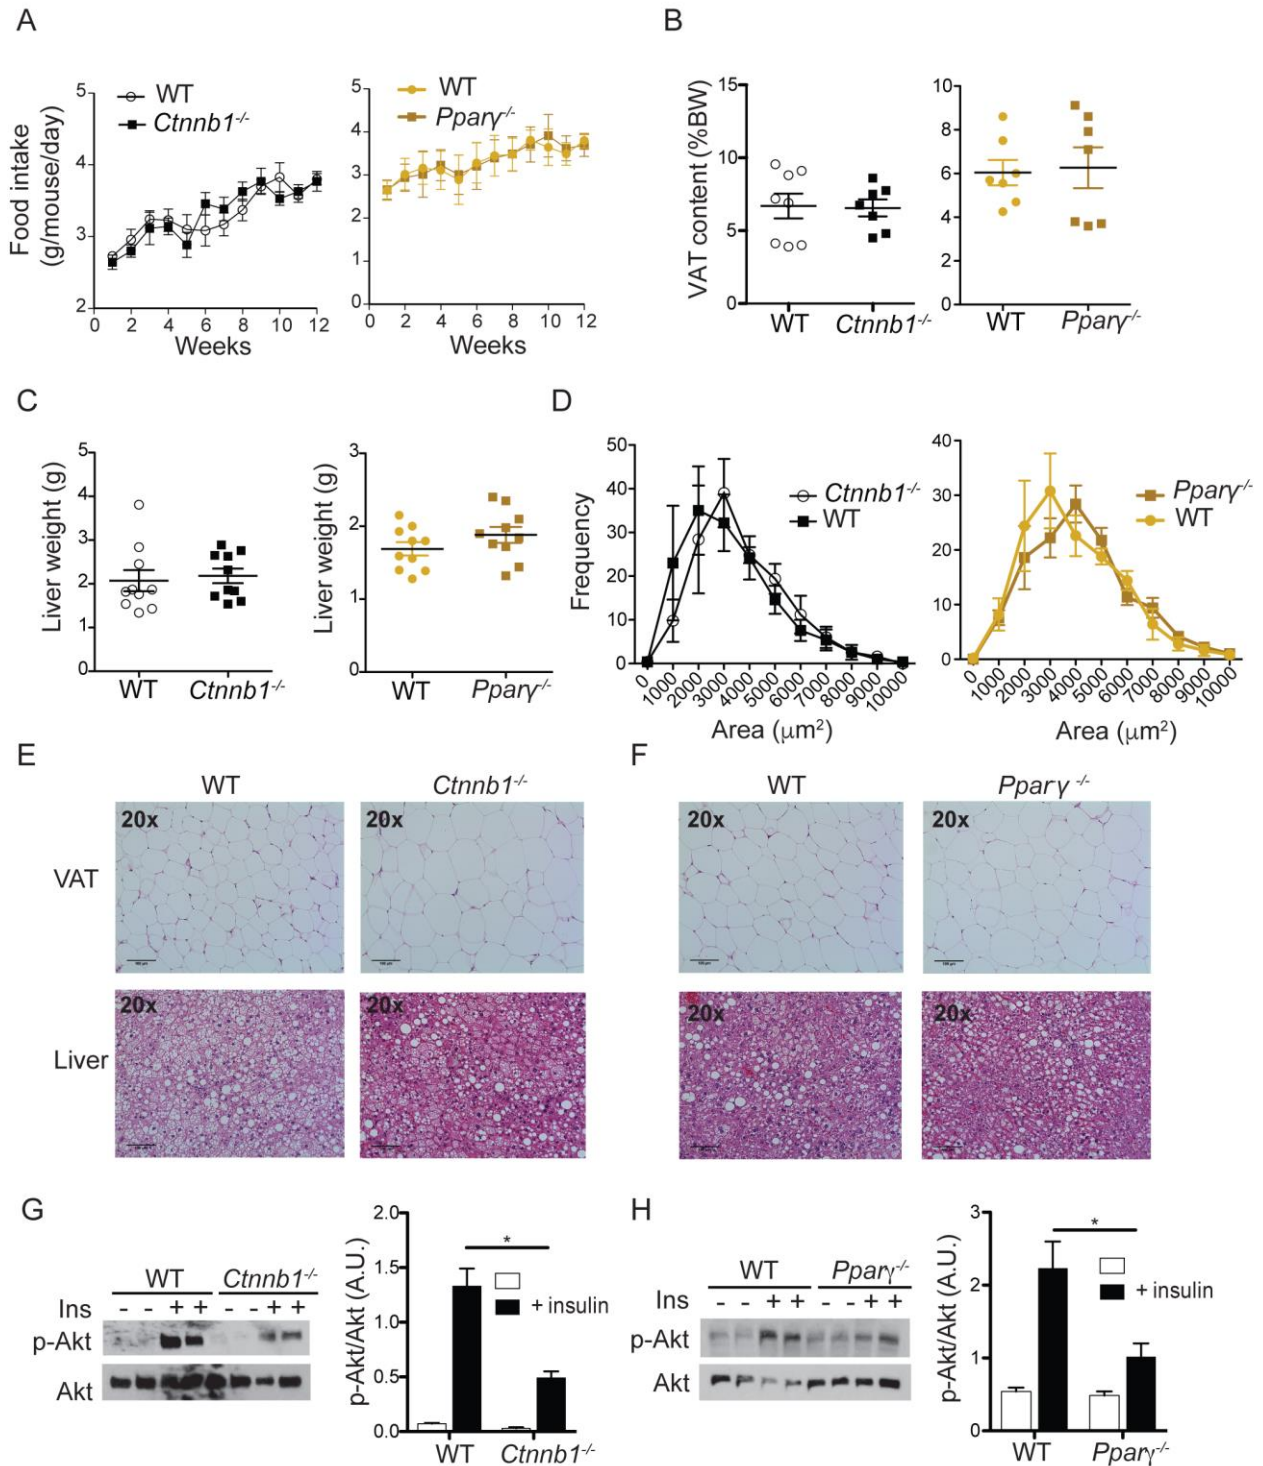 A
Food intake
(g/mouse/day)
5
4
3
2
WT
Ctnnb1-/-
0 2 4 6 8 10 12
Weeks
5
4
3
2
1
0
WT
Pparγ-/-
0 2 4 6 8 10 12
Weeks
B
VAT content (%BW)
15
10
5
0
WT Ctnnb1-/-
10
8
6
4
2
0
WT Pparγ-/-
C
Liver weight (g)
5
4
3
2
1
0
WT Ctnnb1-/-
Liver weight (g)
3
2
1
0
WT Pparγ-/-
D
Frequency
50
40
30
20
10
0
Ctnnb1-/-
WT
0 1000 2000 3000 4000 5000 6000 7000 8000 9000 10000
Area (μm²)
40
30
20
10
0
Pparγ-/-
WT
0 1000 2000 3000 4000 5000 6000 7000 8000 9000 10000
Area (μm²)
E
WT Ctnnb1-/-
VAT
20x 20x
Liver
20x 20x
F
WT Pparγ -/-
20x 20x
20x 20x
G
WT Ctnnb1-/-
Ins - - + + - - + +
p-Akt
Akt
p-Akt/Akt (A.U.)
2.0
1.5
1.0
0.5
0.0
*
+ insulin
WT Ctnnb1-/-
H
WT Pparγ-/-
Ins - - + + - - + +
p-Akt
Akt
p-Akt/Akt (A.U.)
3
2
1
0
*
+ insulin
WT Pparγ-/-